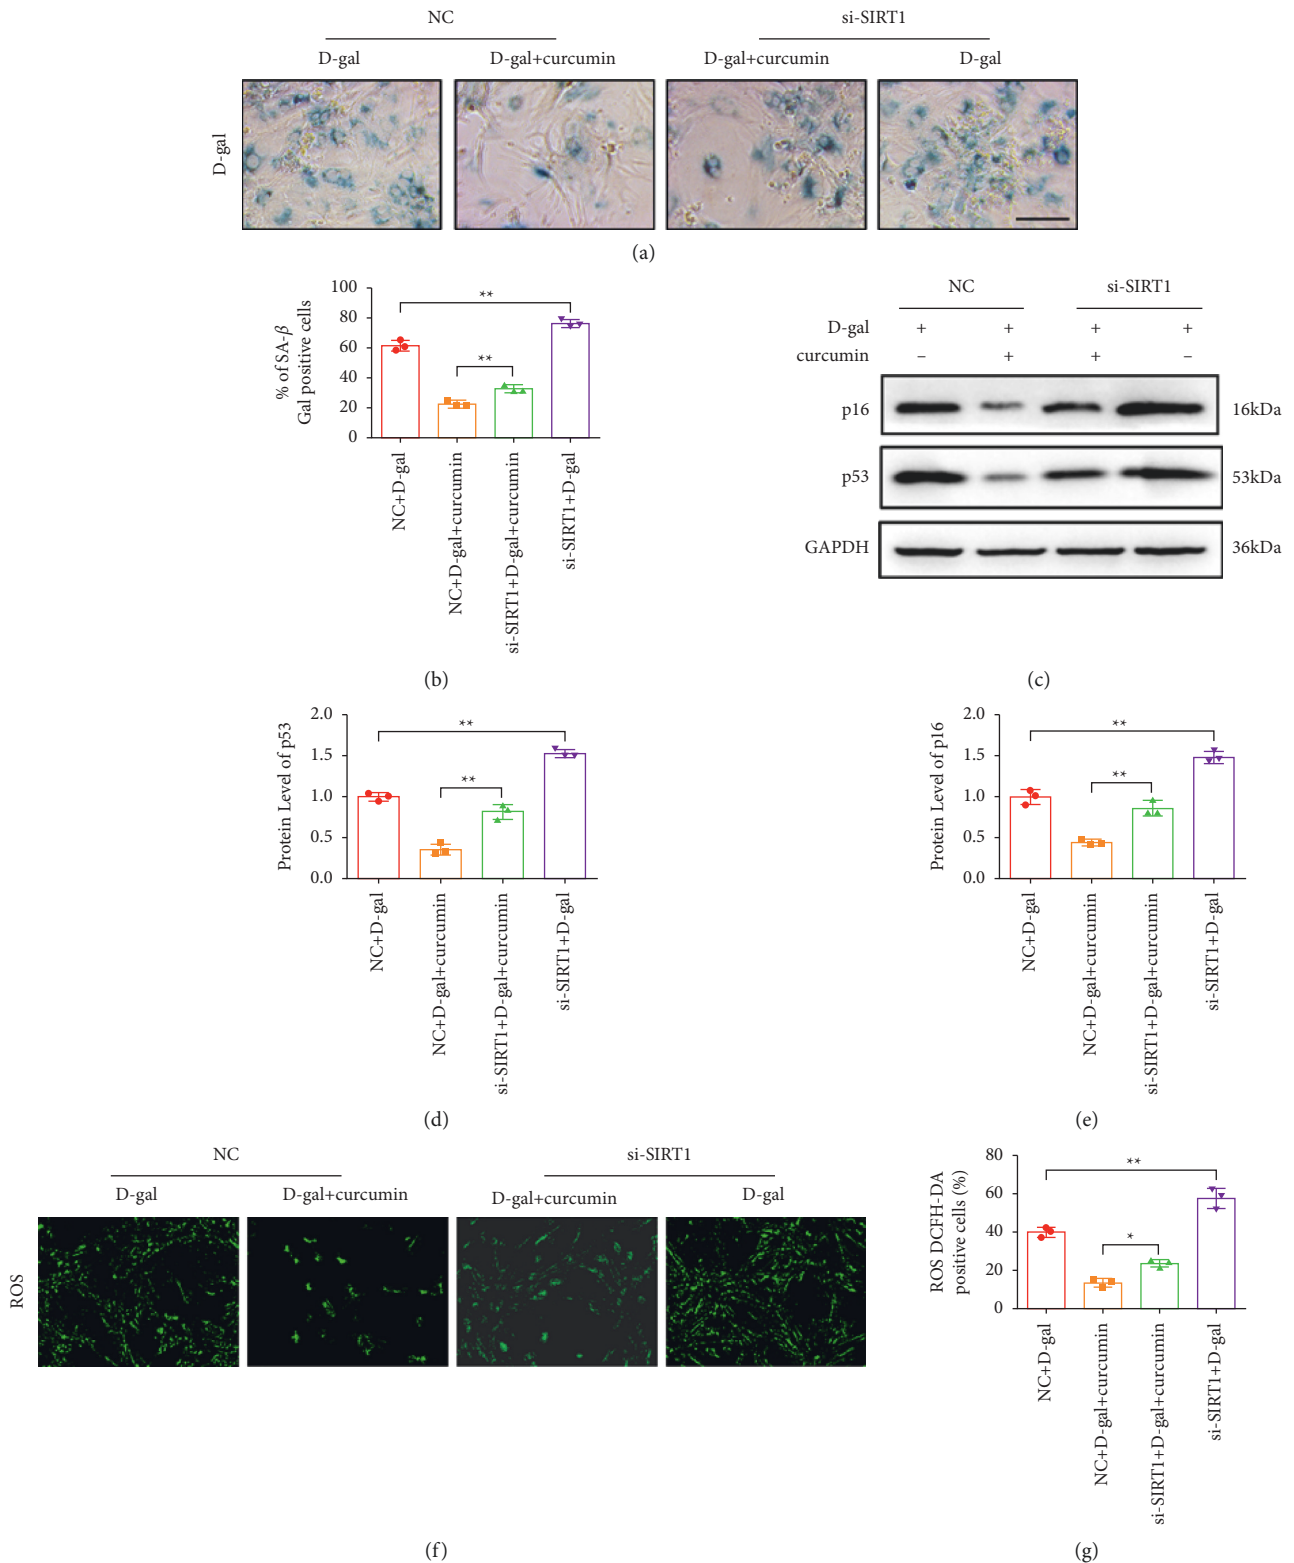 NC si-SIRT1
D-gal D-gal+curcumin D-gal+curcumin D-gal
D-gal
(a)
100
80
60
40
20
0
% of SA-β
Gal positive cells
**
**
NC+D-gal
NC+D-gal+curcumin
si-SIRT1+D-gal+curcumin
si-SIRT1+D-gal
(b)
NC si-SIRT1
D-gal + + + +
curcumin – + + –
p16 16kDa
p53 53kDa
GAPDH 36kDa
(c)
2.0
1.5
1.0
0.5
0.0
Protein Level of p53
**
**
NC+D-gal
NC+D-gal+curcumin
si-SIRT1+D-gal+curcumin
si-SIRT1+D-gal
(d)
2.0
1.5
1.0
0.5
0.0
Protein Level of p16
**
**
NC+D-gal
NC+D-gal+curcumin
si-SIRT1+D-gal+curcumin
si-SIRT1+D-gal
(e)
NC si-SIRT1
D-gal D-gal+curcumin D-gal+curcumin D-gal
ROS
(f)
80
60
40
20
0
ROS DCFH-DA
positive cells (%)
**
*
NC+D-gal
NC+D-gal+curcumin
si-SIRT1+D-gal+curcumin
si-SIRT1+D-gal
(g)